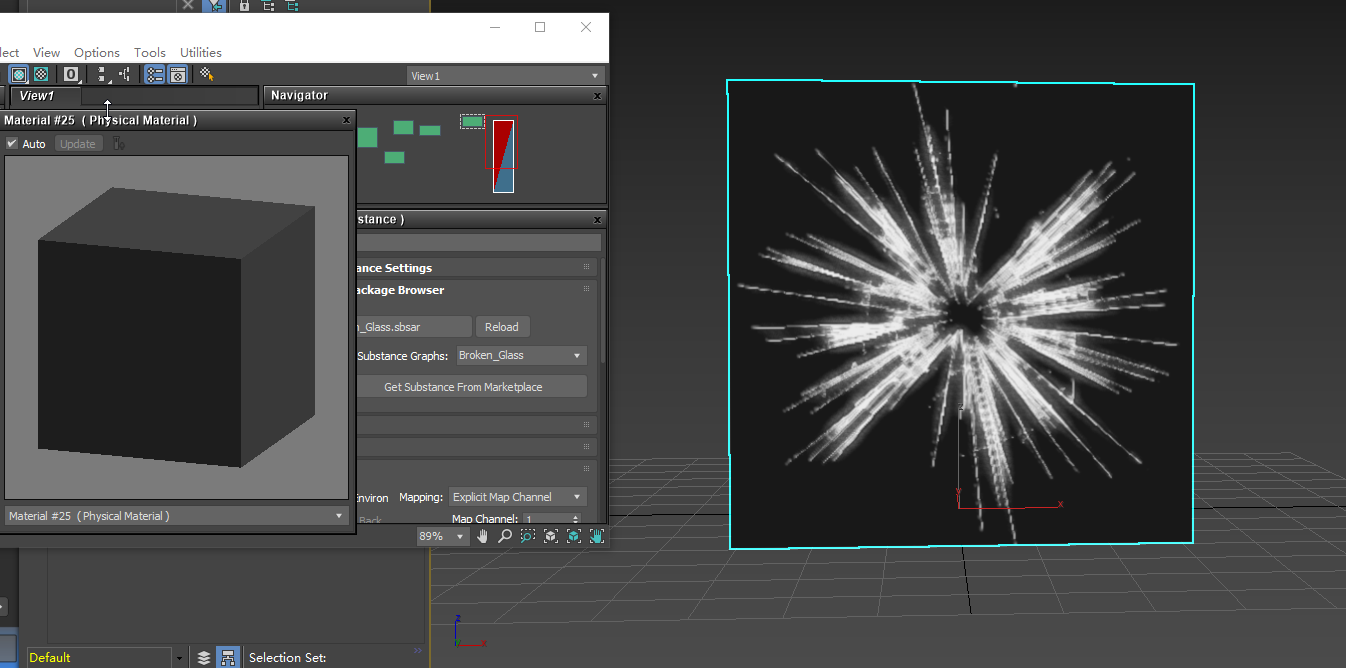 View Options Tools Utilities
View1
View1 Navigator
Material #25 ( Physical Material )
Auto Update
stance )
ance Settings
ackage Browser
n_Glass.sbsar Reload
Substance Graphs: Broken_Glass
Get Substance From Marketplace
Environ Mapping: Explicit Map Channel
Back Map Channel: 1
Material #25 ( Physical Material )
89%
Default Selection Set:
y x
z
x